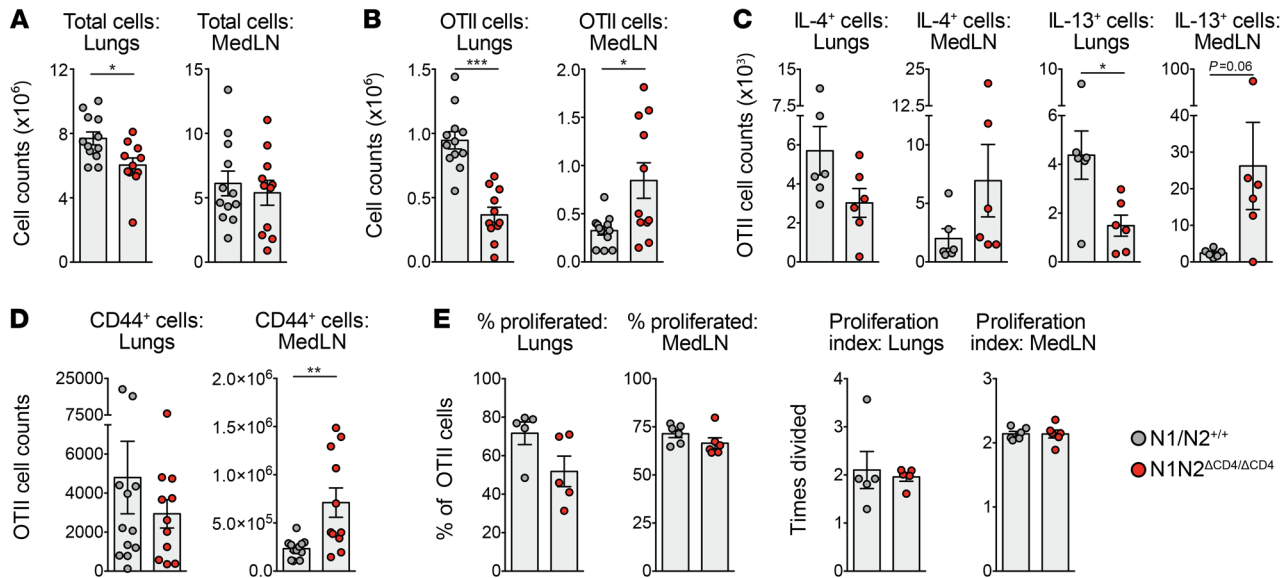 A
Total cells:
Lungs
Total cells:
MedLN
Cell counts (x10⁶)
12
8
4
0
*
15
10
5
0
B
OTII cells:
Lungs
OTII cells:
MedLN
Cell counts (x10⁶)
1.5
1.0
0.5
0.0
***
2.0
1.5
1.0
0.5
0.0
*
C
IL-4⁺ cells:
Lungs
IL-4⁺ cells:
MedLN
IL-13⁺ cells:
Lungs
IL-13⁺ cells:
MedLN
OTII cell counts (x10³)
15
7.5
6
4
2
0
25
12.5
10
5
0
10
6
4
2
0
*
100
40
30
20
10
0
P=0.06
D
CD44⁺ cells:
Lungs
CD44⁺ cells:
MedLN
OTII cell counts
25000
7500
6000
4000
2000
0
2.0×10⁶
1.5×10⁶
1.0×10⁶
5.0×10⁵
0.0
**
E
% proliferated:
Lungs
% proliferated:
MedLN
Proliferation
index: Lungs
Proliferation
index: MedLN
% of OTII cells
100
80
60
40
20
0
100
75
50
25
0
Times divided
4
3
2
1
0
3
2
1
0
N1/N2⁺/⁺
N1N2ΔCD4/ΔCD4